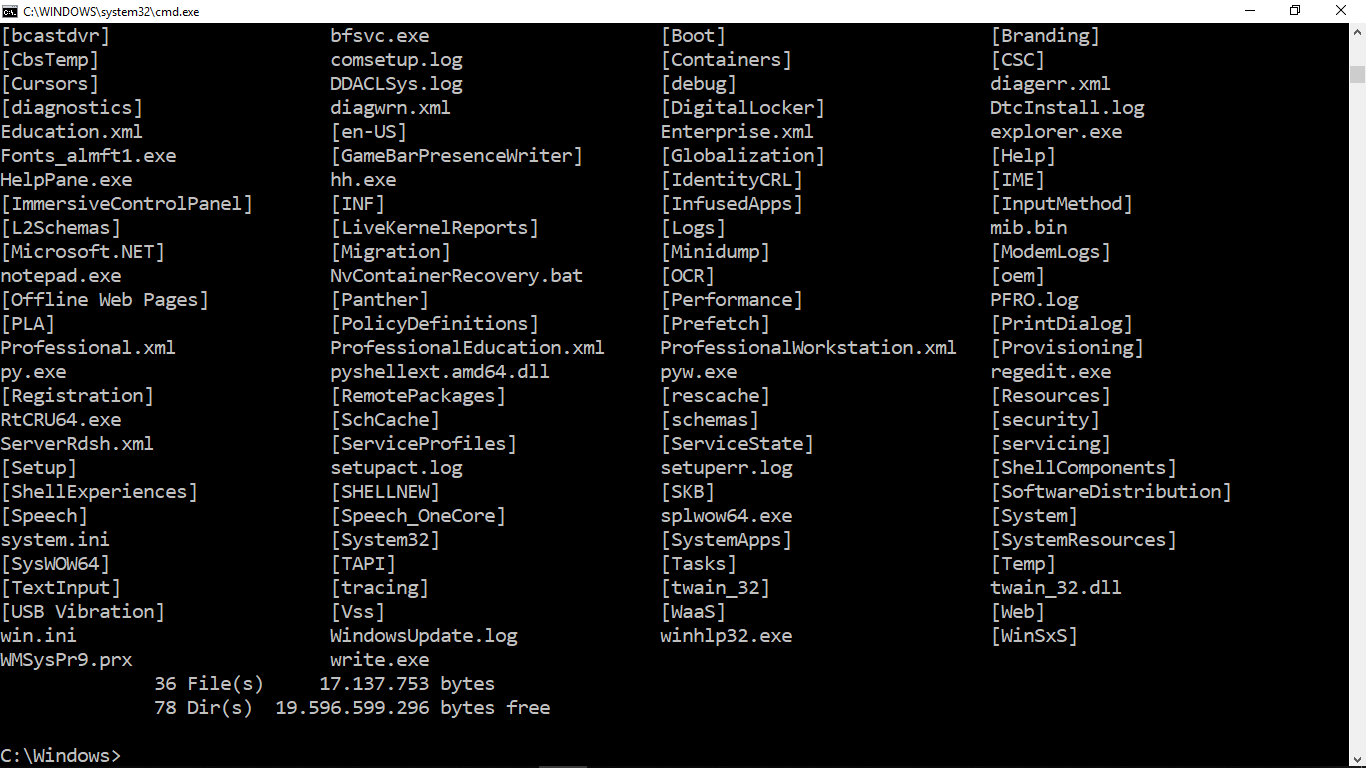 C:\WINDOWS\system32\cmd.exe
[bcastdvr] bfsvc.exe [Boot] [Branding]
[CbsTemp] comsetup.log [Containers] [CSC]
[Cursors] DDACLSys.log [debug] diagerr.xml
[diagnostics] diagwrn.xml [DigitalLocker] DtcInstall.log
Education.xml [en-US] Enterprise.xml explorer.exe
Fonts_almft1.exe [GameBarPresenceWriter] [Globalization] [Help]
HelpPane.exe hh.exe [IdentityCRL] [IME]
[ImmersiveControlPanel] [INF] [InfusedApps] [InputMethod]
[L2Schemas] [LiveKernelReports] [Logs] mib.bin
[Microsoft.NET] [Migration] [Minidump] [ModemLogs]
notepad.exe NvContainerRecovery.bat [OCR] [oem]
[Offline Web Pages] [Panther] [Performance] PFRO.log
[PLA] [PolicyDefinitions] [Prefetch] [PrintDialog]
Professional.xml ProfessionalEducation.xml ProfessionalWorkstation.xml [Provisioning]
py.exe pyshellext.amd64.dll pyw.exe regedit.exe
[Registration] [RemotePackages] [rescache] [Resources]
RtCRU64.exe [SchCache] [schemas] [security]
ServerRdsh.xml [ServiceProfiles] [ServiceState] [servicing]
[Setup] setupact.log setuperr.log [ShellComponents]
[ShellExperiences] [SHELLNEW] [SKB] [SoftwareDistribution]
[Speech] [Speech_OneCore] splwow64.exe [System]
system.ini [System32] [SystemApps] [SystemResources]
[SysWOW64] [TAPI] [Tasks] [Temp]
[TextInput] [tracing] [twain_32] twain_32.dll
[USB Vibration] [Vss] [WaaS] [Web]
win.ini WindowsUpdate.log winhlp32.exe [WinSxS]
WMSysPr9.prx write.exe
36 File(s) 17.137.753 bytes
78 Dir(s) 19.596.599.296 bytes free
C:\Windows>